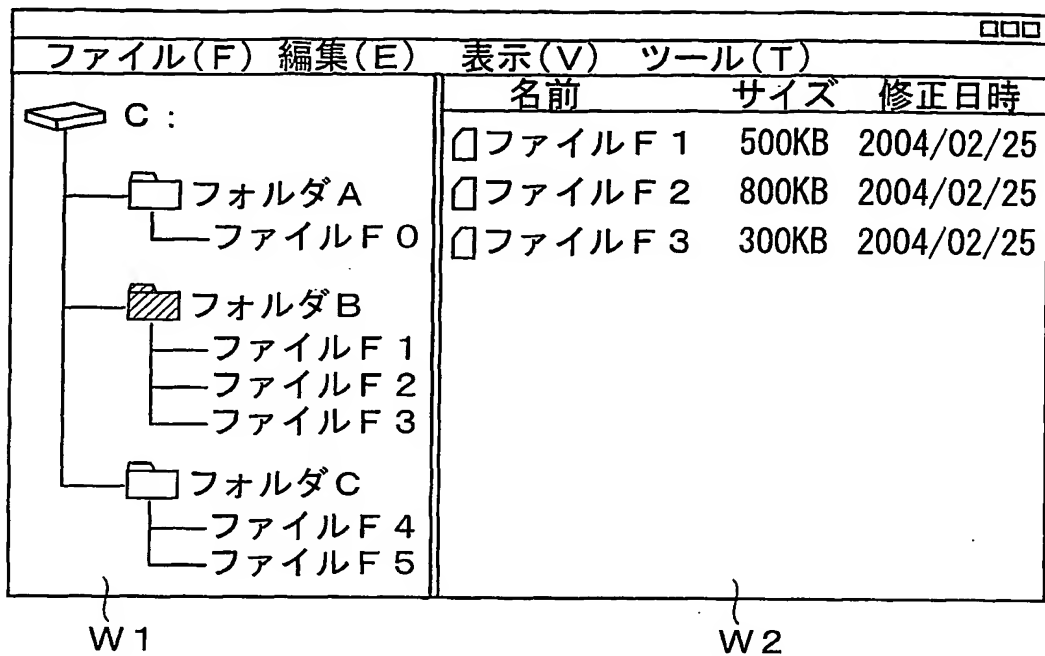 ファイル(F) 編集(E) 表示(V) ツール(T)
C:
フォルダA
ファイルF0
フォルダB
ファイルF1
ファイルF2
ファイルF3
フォルダC
ファイルF4
ファイルF5
名前 サイズ 修正日時
ファイルF1 500KB 2004/02/25
ファイルF2 800KB 2004/02/25
ファイルF3 300KB 2004/02/25
W1 W2